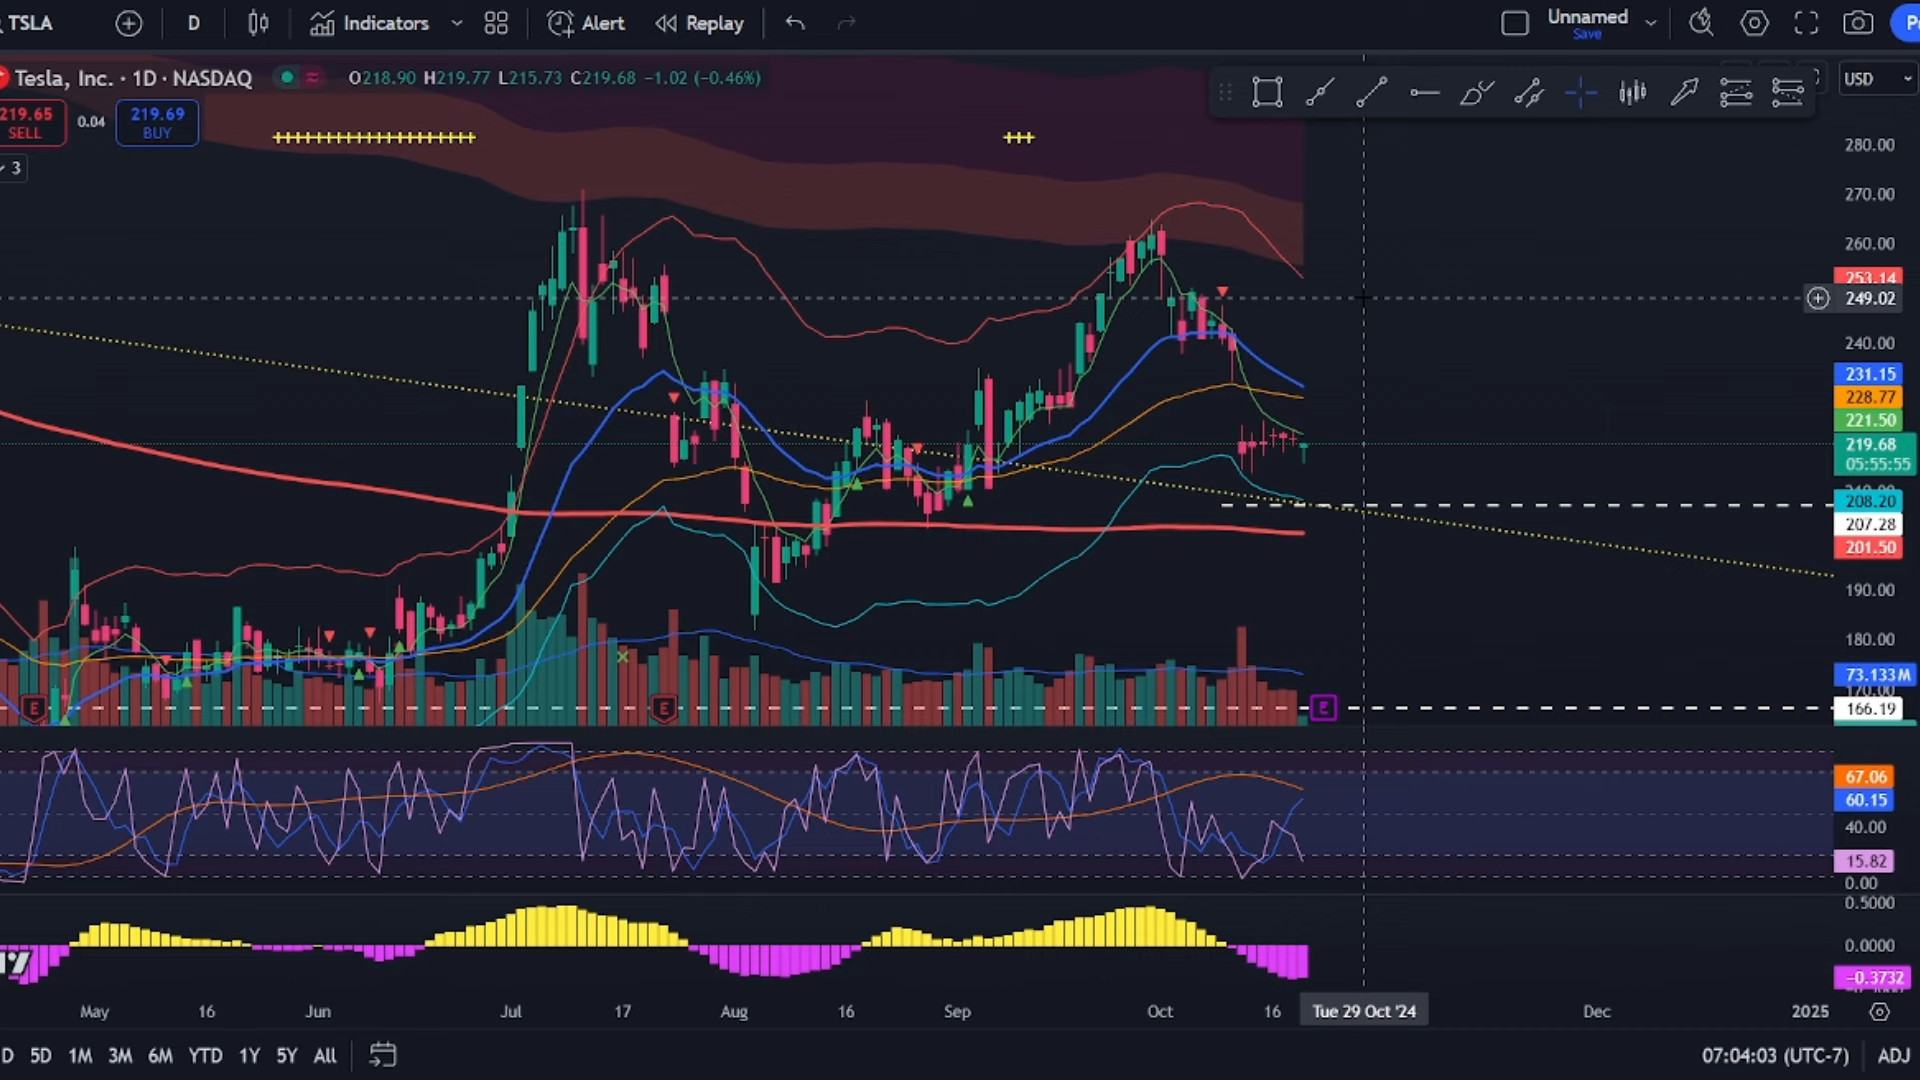 TSLA
D
Indicators
Alert
Replay
Unnamed
Save
Tesla, Inc. · 1D · NASDAQ
O218.90 H219.77 L215.73 C219.68 −1.02 (−0.46%)
USD
219.65
SELL
0.04
219.69
BUY
3
280.00
270.00
260.00
253.14
249.02
240.00
231.15
228.77
221.50
219.68
05:55:55
208.20
207.28
201.50
190.00
180.00
73.133M
170.00
166.19
E
E
E
67.06
60.15
40.00
15.82
0.00
0.5000
0.0000
−0.3732
May
16
Jun
Jul
17
Aug
16
Sep
Oct
16
Tue 29 Oct '24
Dec
2025
D
5D
1M
3M
6M
YTD
1Y
5Y
All
07:04:03 (UTC-7)
ADJ